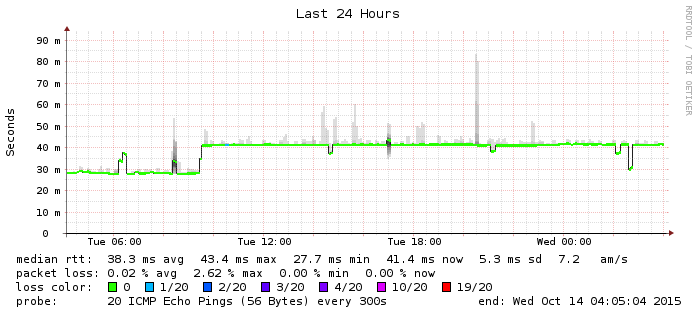 Last 24 Hours
RRDTOOL / TOBI OETIKER
Seconds
90 m
80 m
70 m
60 m
50 m
40 m
30 m
20 m
10 m
0
Tue 06:00 Tue 12:00 Tue 18:00 Wed 00:00
median rtt: 38.3 ms avg 43.4 ms max 27.7 ms min 41.4 ms now 5.3 ms sd 7.2 am/s
packet loss: 0.02 % avg 2.62 % max 0.00 % min 0.00 % now
loss color: 0 1/20 2/20 3/20 4/20 10/20 19/20
probe: 20 ICMP Echo Pings (56 Bytes) every 300s end: Wed Oct 14 04:05:04 2015